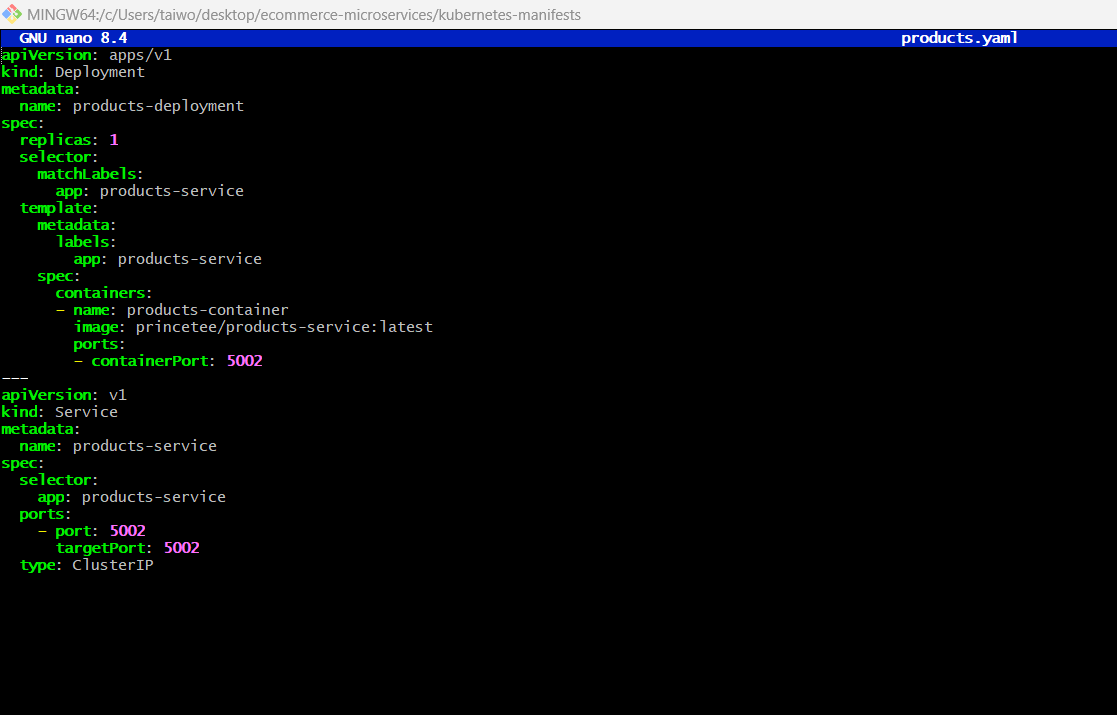 MINGW64:/c/Users/taiwo/desktop/ecommerce-microservices/kubernetes-manifests
GNU nano 8.4 products.yaml
apiVersion: apps/v1
kind: Deployment
metadata:
  name: products-deployment
spec:
  replicas: 1
  selector:
    matchLabels:
      app: products-service
  template:
    metadata:
      labels:
        app: products-service
    spec:
      containers:
      - name: products-container
        image: princetee/products-service:latest
        ports:
        - containerPort: 5002
---
apiVersion: v1
kind: Service
metadata:
  name: products-service
spec:
  selector:
    app: products-service
  ports:
    - port: 5002
      targetPort: 5002
  type: ClusterIP